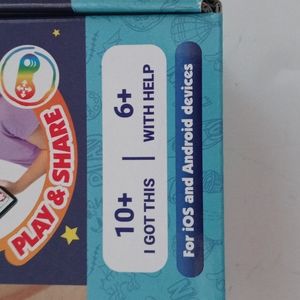 PLAY & SHARE
10+ | 6+
I GOT THIS | WITH HELP
For iOS and Android devices